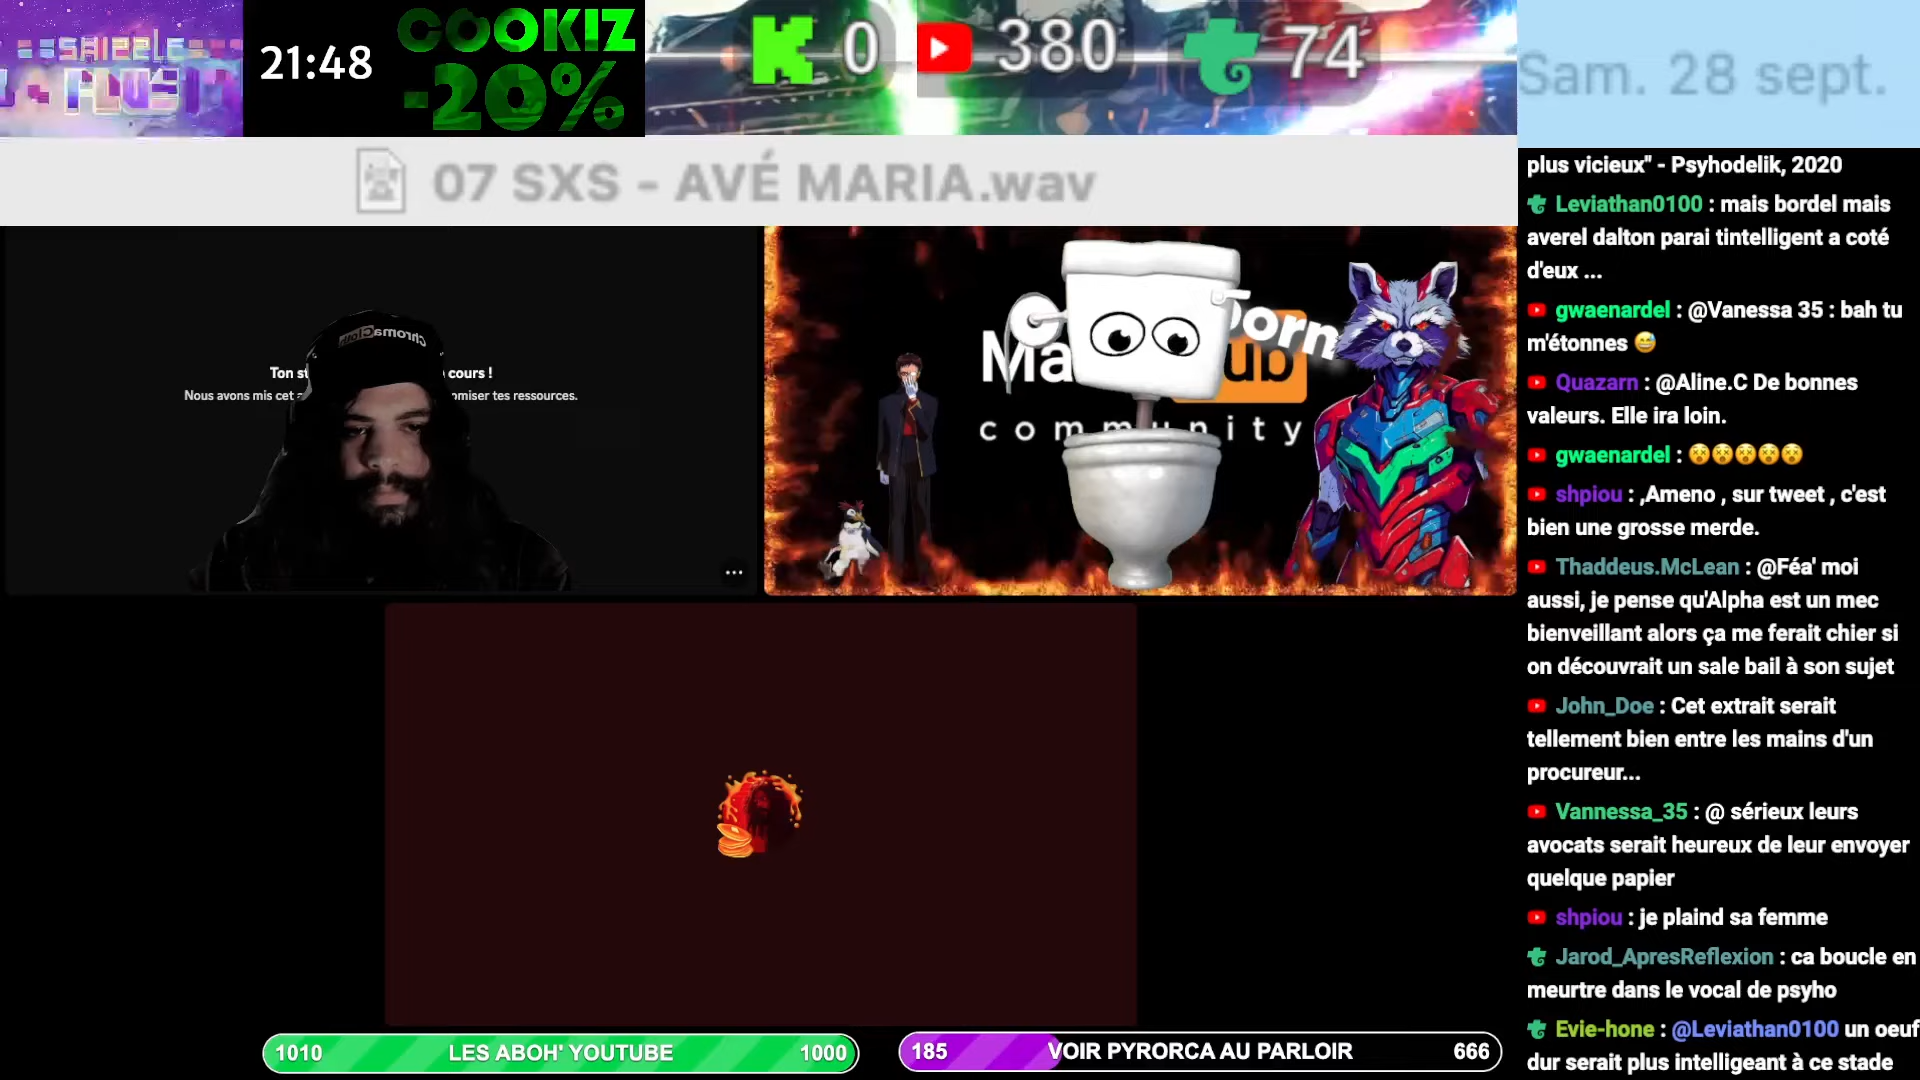 SHIZZLE
PLUS
21:48
COOKIZ
-20%
0
380
74
Sam. 28 sept.
07 SXS - AVÉ MARIA.wav
Ton st
cours !
Nous avons mis cet a
omiser tes ressources.
ChromaClone
Ma
orn
ub
community
plus vicieux" - Psyhodelik, 2020
Leviathan0100 : mais bordel mais
averel dalton parai tintelligent a coté
d'eux ...
gwaenardel : @Vanessa 35 : bah tu
m'étonnes 😅
Quazarn : @Aline.C De bonnes
valeurs. Elle ira loin.
gwaenardel : 😵😵😵😵😵
shpiou : ,Ameno , sur tweet , c'est
bien une grosse merde.
Thaddeus.McLean : @Féa' moi
aussi, je pense qu'Alpha est un mec
bienveillant alors ça me ferait chier si
on découvrait un sale bail à son sujet
John_Doe : Cet extrait serait
tellement bien entre les mains d'un
procureur...
Vannessa_35 : @ sérieux leurs
avocats serait heureux de leur envoyer
quelque papier
shpiou : je plaind sa femme
Jarod_ApresReflexion : ca boucle en
meurtre dans le vocal de psyho
Evie-hone : @Leviathan0100 un oeuf
dur serait plus intelligeant à ce stade
1010 LES ABOH' YOUTUBE 1000
185 VOIR PYRORCA AU PARLOIR 666